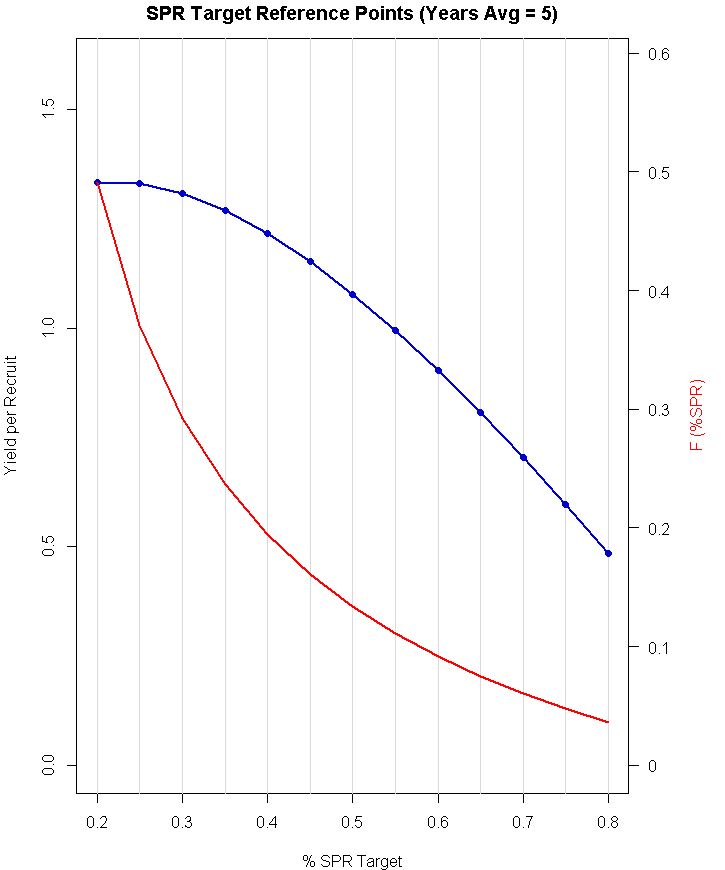 SPR Target Reference Points (Years Avg = 5)
Yield per Recruit
1.5
1.0
0.5
0.0
0.6
0.5
0.4
0.3
0.2
0.1
0
F (%SPR)
0.2 0.3 0.4 0.5 0.6 0.7 0.8
% SPR Target